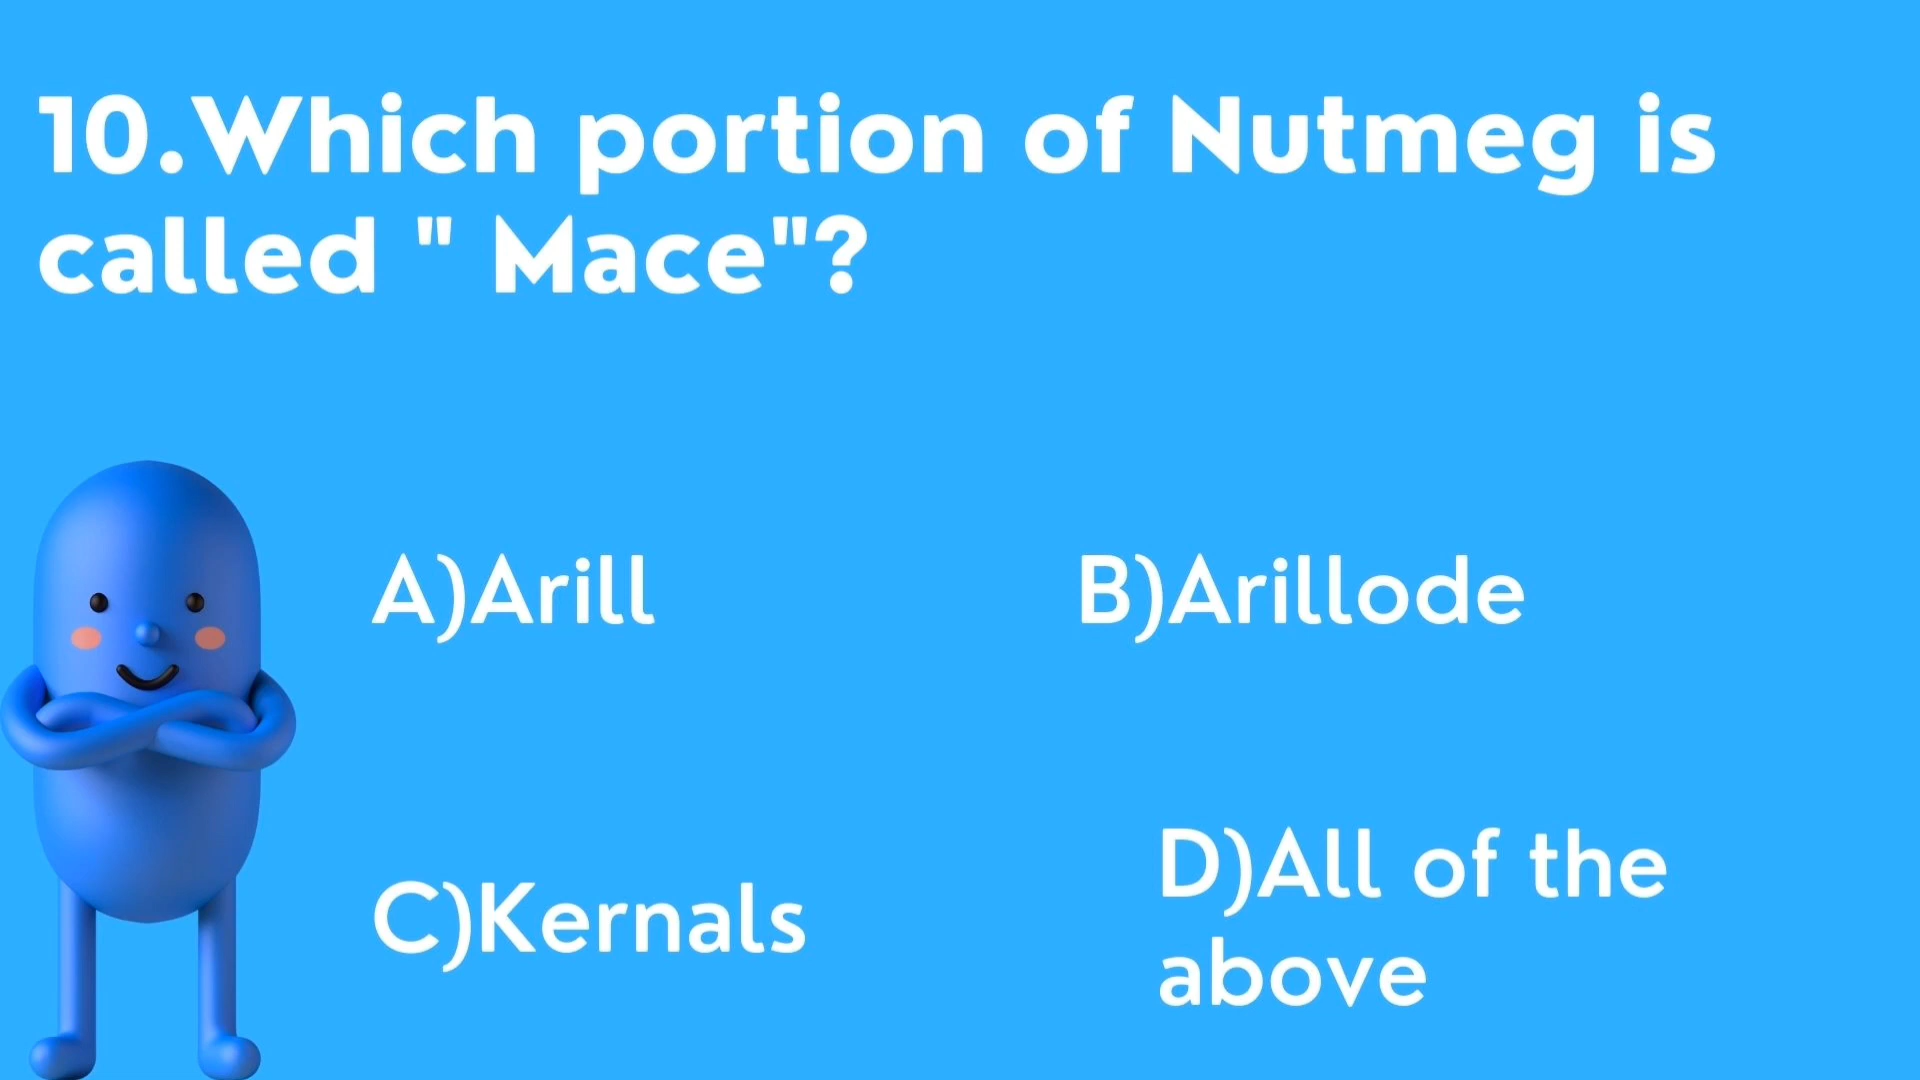 10.Which portion of Nutmeg is
called " Mace"?
A)Arill
B)Arillode
C)Kernals
D)All of the
above